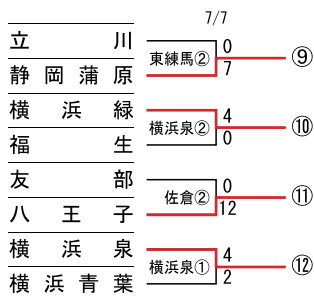 7/7
立川
0
東練馬②
⑨
静岡蒲原
7
横浜緑
4
横浜泉②
⑩
福生
0
友部
0
佐倉②
⑪
八王子
12
横浜泉
4
横浜泉①
⑫
横浜青葉
2